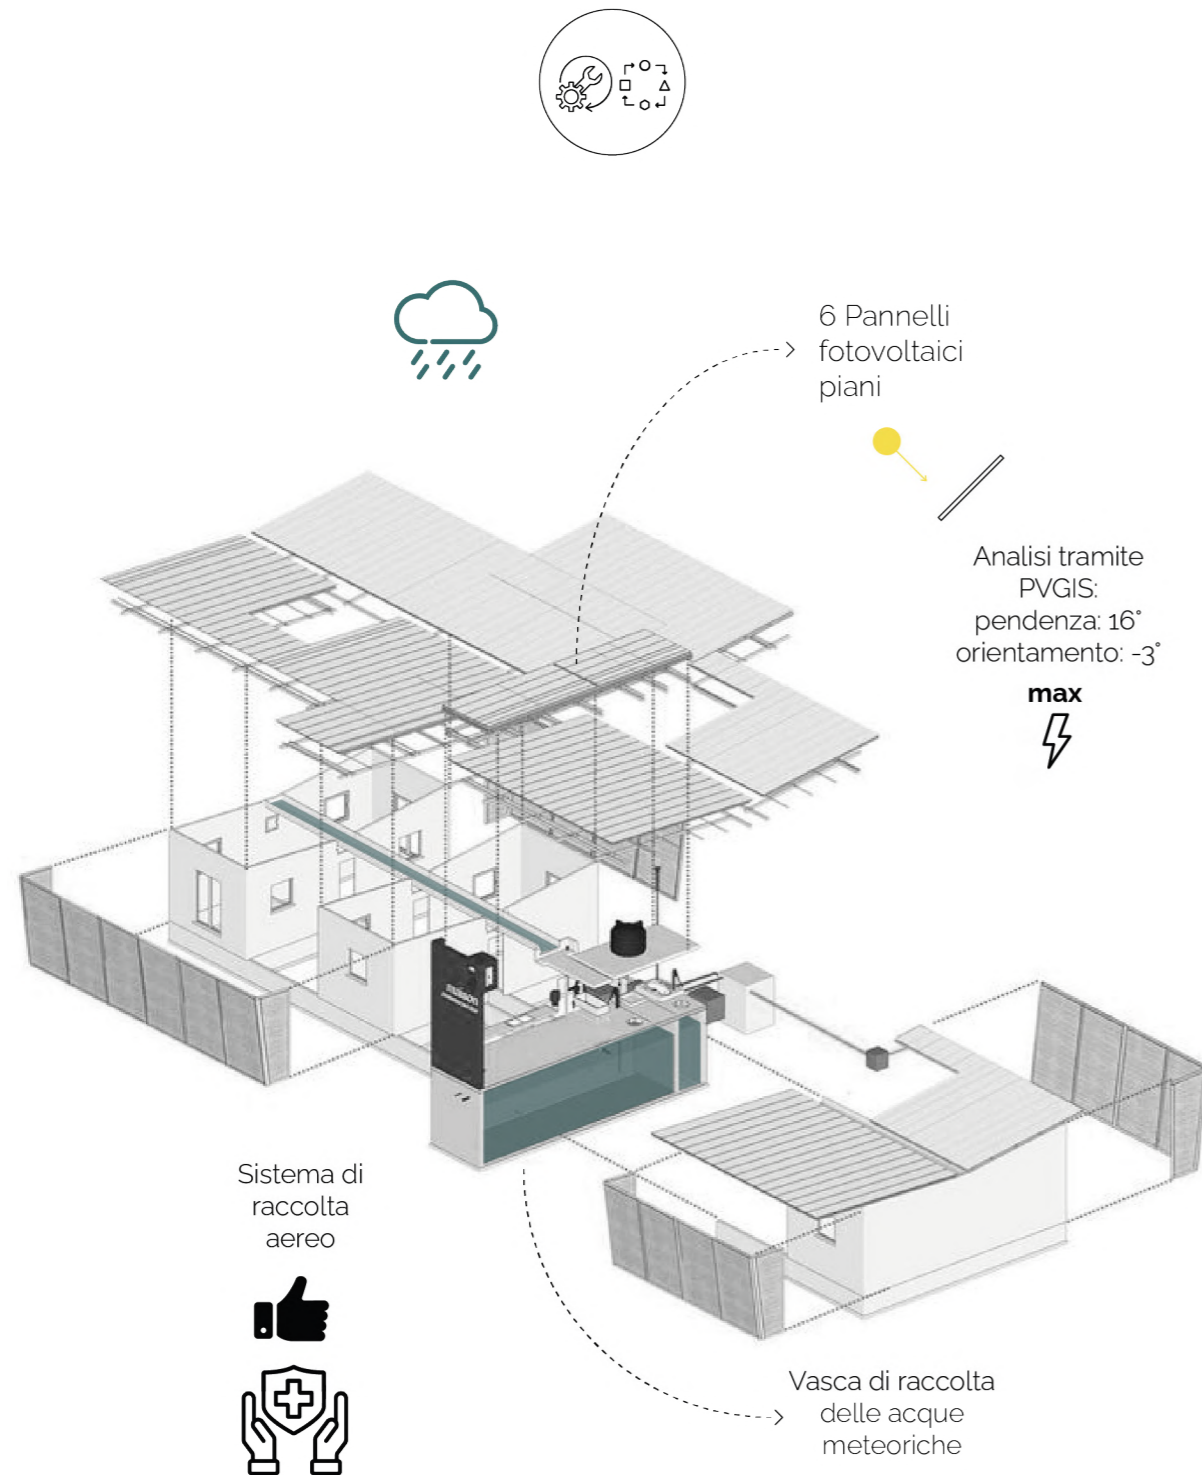 6 Pannelli
fotovoltaici
piani
Analisi tramite
PVGIS:
pendenza: 16°
orientamento: -3°
max
maison
Sistema di
raccolta
aereo
Vasca di raccolta
delle acque
meteoriche